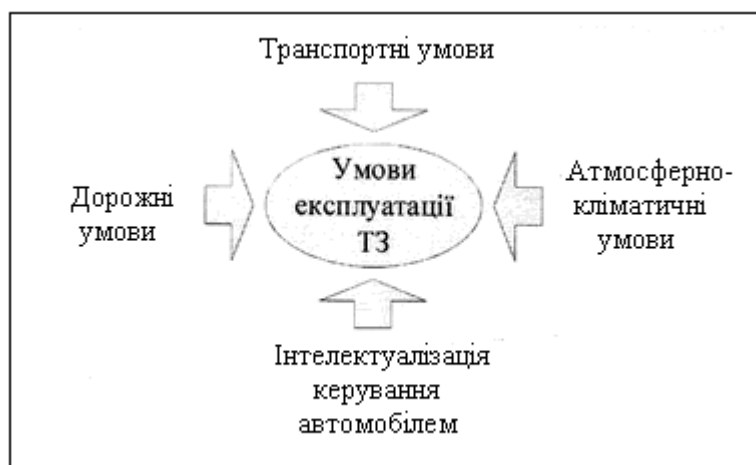 Транспортні умови
Дорожні
умови
Умови
експлуатації
ТЗ
Атмосферно-
кліматичні
умови
Інтелектуалізація
керування
автомобілем